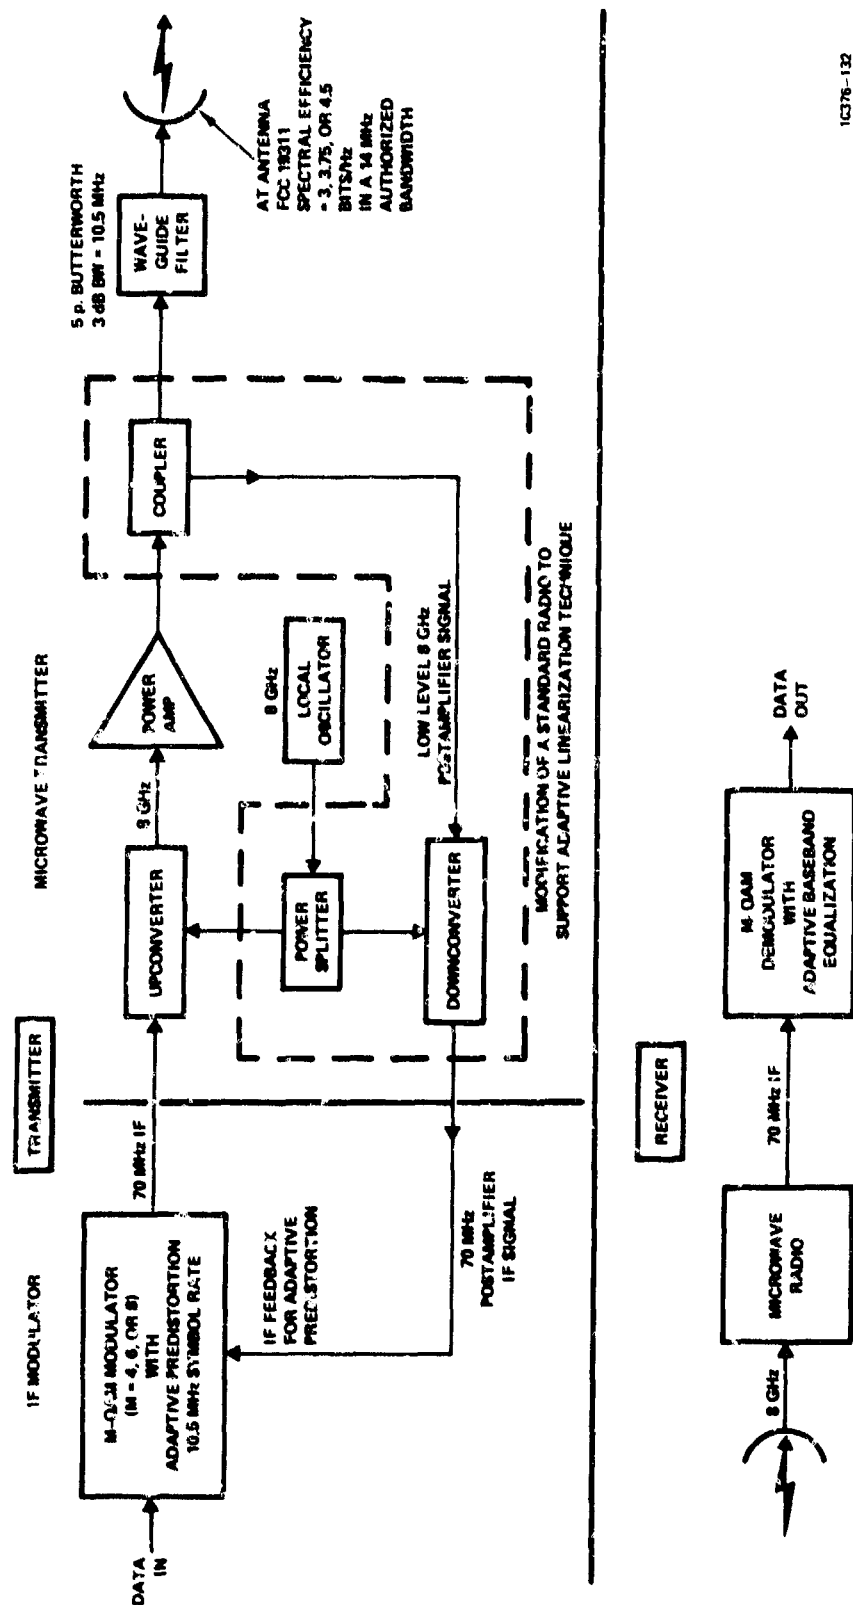 IF MODULATOR
TRANSMITTER
MICROWAVE TRANSMITTER
DATA
IN
M-QAM MODULATOR
(M = 4, 6, OR 8)
WITH
ADAPTIVE PREDISTORTION
10.5 MHz SYMBOL RATE
70 MHz IF
UPCONVERTER
8 GHz
POWER
AMP
COUPLER
5 p. BUTTERWORTH
3 dB BW = 10.5 MHz
WAVE-
GUIDE
FILTER
AT ANTENNA
FCC 19311
SPECTRAL EFFICIENCY
= 3, 3.75, OR 4.5
BITS/Hz
IN A 14 MHz
AUTHORIZED
BANDWIDTH
8 GHz
LOCAL
OSCILLATOR
POWER
SPLITTER
IF FEEDBACK
FOR ADAPTIVE
PREDISTORTION
70 MHz
POSTAMPLIFIER
IF SIGNAL
DOWNCONVERTER
LOW LEVEL 8 GHz
POSTAMPLIFIER SIGNAL
MODIFICATION OF A STANDARD RADIO TO
SUPPORT ADAPTIVE LINEARIZATION TECHNIQUE
RECEIVER
8 GHz
MICROWAVE
RADIO
70 MHz IF
M-QAM
DEMODULATOR
WITH
ADAPTIVE BASEBAND
EQUALIZATION
DATA
OUT
1C376-132